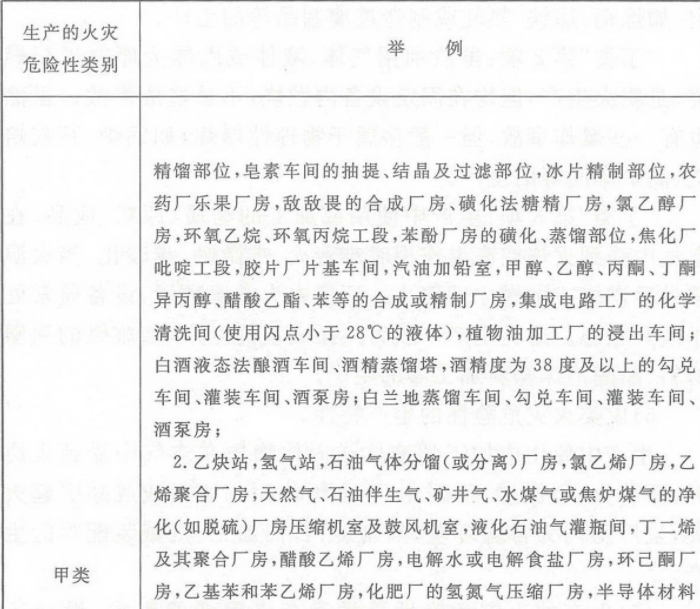 生产的火灾
危险性类别
举 例
精馏部位,皂素车间的抽提、结晶及过滤部位,冰片精制部位,农
药厂乐果厂房,敌敌畏的合成厂房、磺化法糖精厂房,氯乙醇厂
房,环氧乙烷、环氧丙烷工段,苯酚厂房的磺化、蒸馏部位,焦化厂
吡啶工段,胶片厂片基车间,汽油加铅室,甲醇、乙醇、丙酮、丁酮
异丙醇、醋酸乙酯、苯等的合成或精制厂房,集成电路工厂的化学
清洗间(使用闪点小于28℃的液体),植物油加工厂的浸出车间;
白酒液态法酿酒车间、酒精蒸馏塔,酒精度为38度及以上的勾兑
车间、灌装车间、酒泵房;白兰地蒸馏车间、勾兑车间、灌装车间、
酒泵房;
2.乙炔站,氢气站,石油气体分馏(或分离)厂房,氯乙烯厂房,乙
烯聚合厂房,天然气、石油伴生气、矿井气、水煤气或焦炉煤气的净
化(如脱硫)厂房压缩机室及鼓风机室,液化石油气灌瓶间,丁二烯
及其聚合厂房,醋酸乙烯厂房,电解水或电解食盐厂房,环己酮厂
甲类
房,乙基苯和苯乙烯厂房,化肥厂的氢氮气压缩厂房,半导体材料